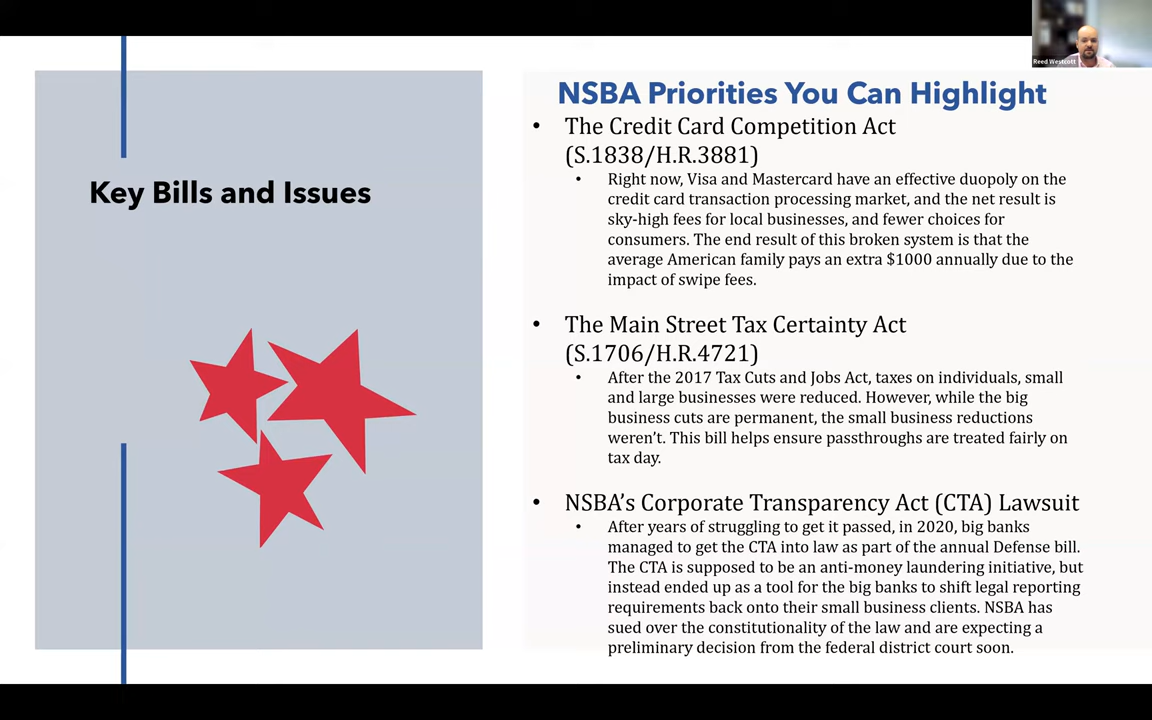 Reed Westcott
Key Bills and Issues
NSBA Priorities You Can Highlight
• The Credit Card Competition Act
(S.1838/H.R.3881)
• Right now, Visa and Mastercard have an effective duopoly on the
credit card transaction processing market, and the net result is
sky-high fees for local businesses, and fewer choices for
consumers. The end result of this broken system is that the
average American family pays an extra $1000 annually due to the
impact of swipe fees.
• The Main Street Tax Certainty Act
(S.1706/H.R.4721)
• After the 2017 Tax Cuts and Jobs Act, taxes on individuals, small
and large businesses were reduced. However, while the big
business cuts are permanent, the small business reductions
weren't. This bill helps ensure passthroughs are treated fairly on
tax day.
• NSBA's Corporate Transparency Act (CTA) Lawsuit
• After years of struggling to get it passed, in 2020, big banks
managed to get the CTA into law as part of the annual Defense bill.
The CTA is supposed to be an anti-money laundering initiative, but
instead ended up as a tool for the big banks to shift legal reporting
requirements back onto their small business clients. NSBA has
sued over the constitutionality of the law and are expecting a
preliminary decision from the federal district court soon.